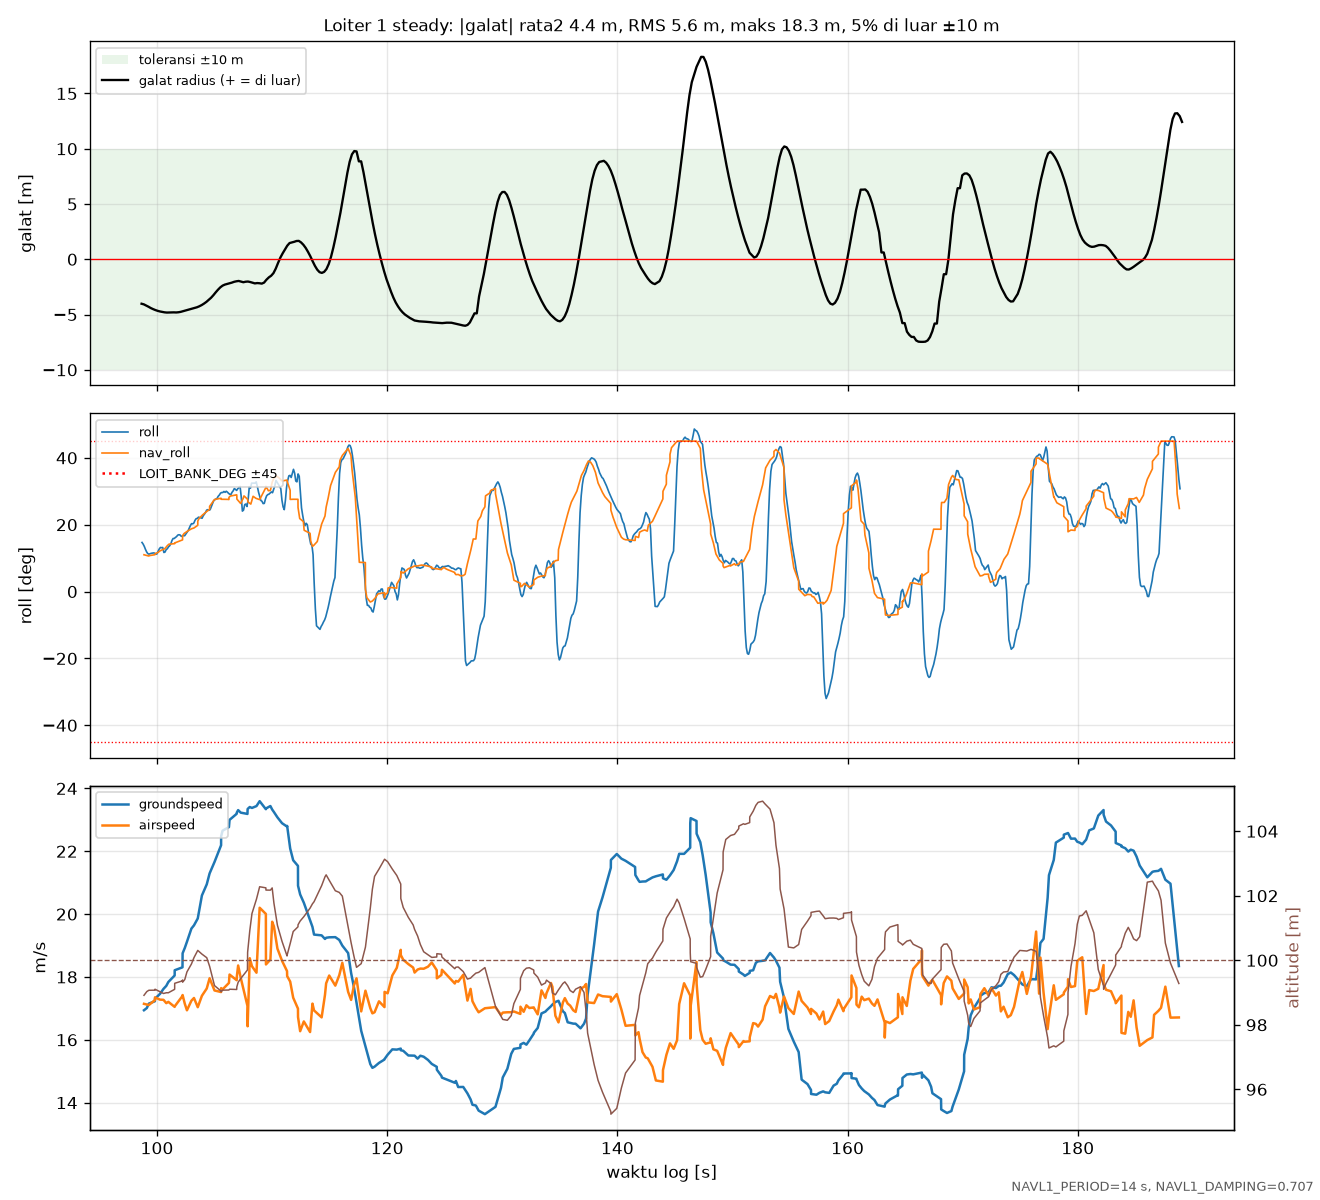 Loiter 1 steady: |galat| rata2 4.4 m, RMS 5.6 m, maks 18.3 m, 5% di luar ±10 m
toleransi ±10 m
galat radius (+ = di luar)
galat [m]
15
10
5
0
−5
−10
roll
nav_roll
LOIT_BANK_DEG ±45
roll [deg]
40
20
0
−20
−40
groundspeed
airspeed
m/s
24
22
20
18
16
14
104
102
100
98
96
altitude [m]
100
120
140
160
180
waktu log [s]
NAVL1_PERIOD=14 s, NAVL1_DAMPING=0.707